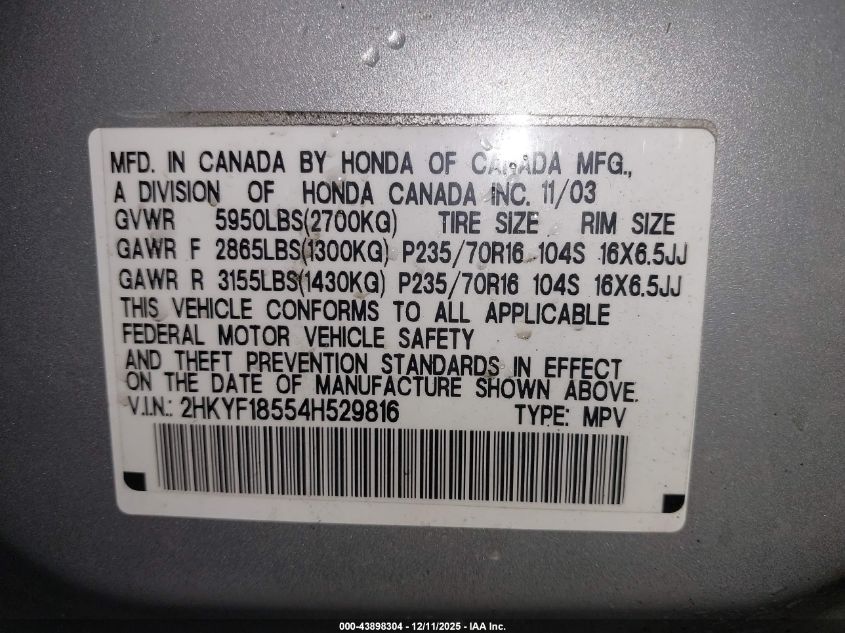 MFD. IN CANADA BY HONDA OF CANADA MFG.,
A DIVISION OF HONDA CANADA INC. 11/03
GVWR 5950LBS(2700KG) TIRE SIZE RIM SIZE
GAWR F 2865LBS(1300KG) P235/70R16 104S 16X6.5JJ
GAWR R 3155LBS(1430KG) P235/70R16 104S 16X6.5JJ
THIS VEHICLE CONFORMS TO ALL APPLICABLE
FEDERAL MOTOR VEHICLE SAFETY
AND THEFT PREVENTION STANDARDS IN EFFECT
ON THE DATE OF MANUFACTURE SHOWN ABOVE.
V.I.N.: 2HKYF18554H529816 TYPE: MPV
000-43898304 - 12/11/2025 - IAA Inc.